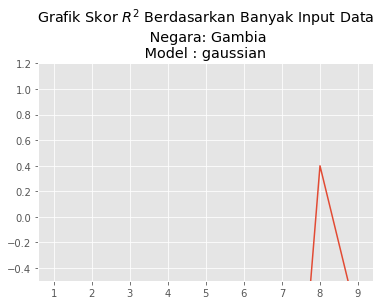 Grafik Skor R² Berdasarkan Banyak Input Data
Negara: Gambia
Model : gaussian
1.2
1.0
0.8
0.6
0.4
0.2
0.0
−0.2
−0.4
1 2 3 4 5 6 7 8 9